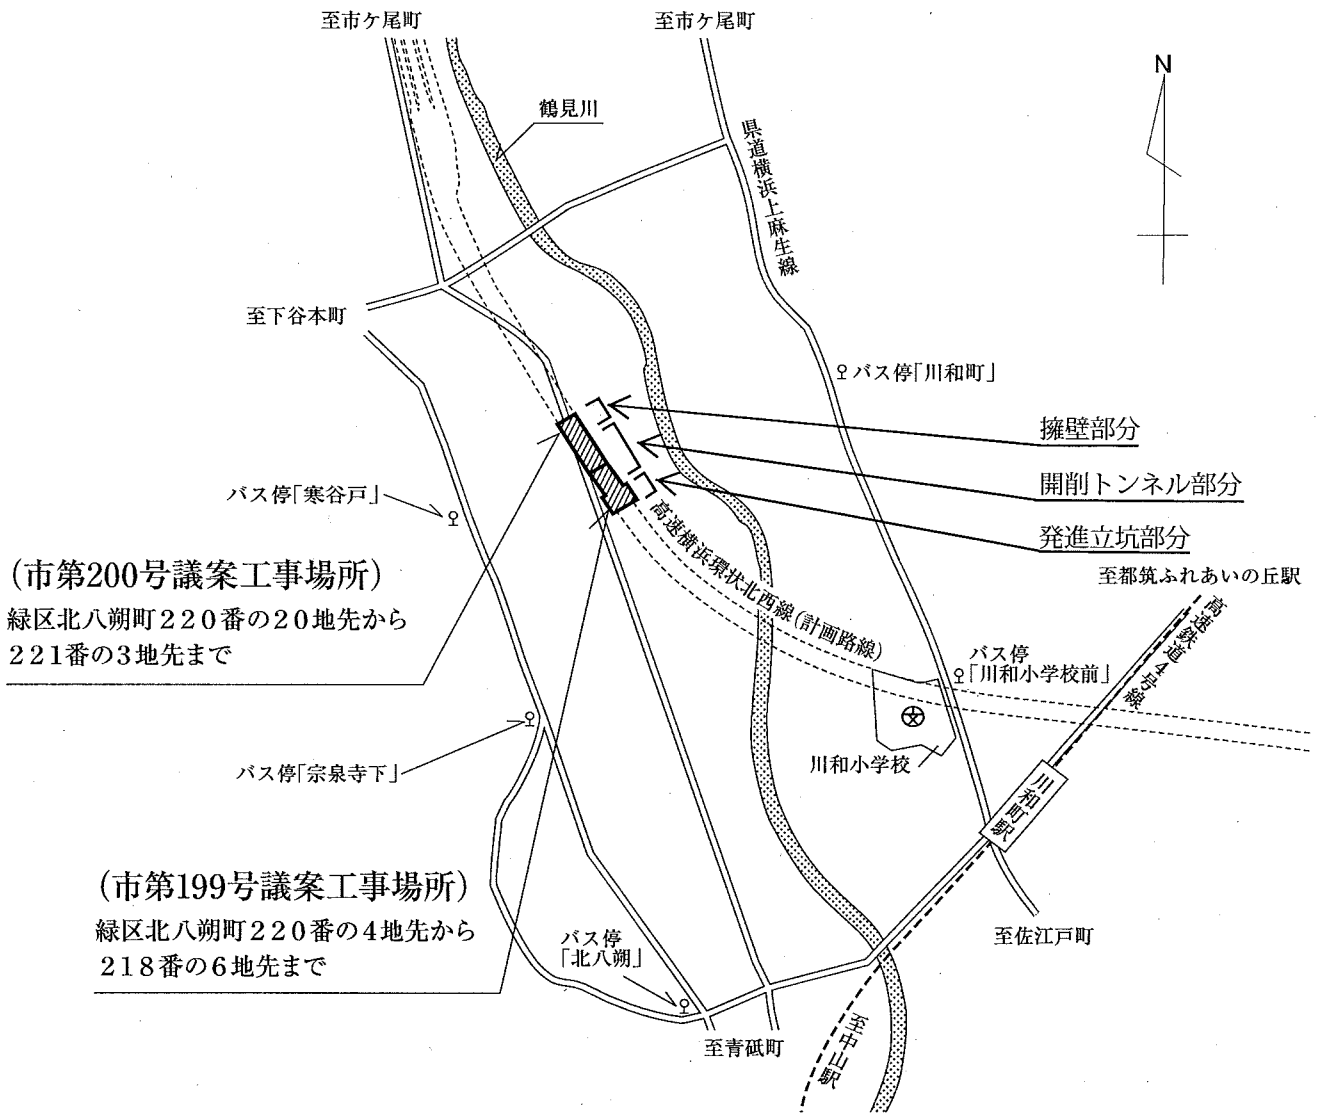 至市ケ尾町
至市ケ尾町
N
鶴見川
県道横浜上麻生線
至下谷本町
バス停「川和町」
擁壁部分
開削トンネル部分
発進立坑部分
バス停「寒谷戸」
高速横浜環状北西線(計画路線)
至都筑ふれあいの丘駅
高速鉄道4号線
(市第200号議案工事場所)
緑区北八朔町220番の20地先から
221番の3地先まで
バス停
「川和小学校前」
文
川和小学校
バス停「宗泉寺下」
川和町駅
(市第199号議案工事場所)
緑区北八朔町220番の4地先から
218番の6地先まで
バス停
「北八朔」
至佐江戸町
至青砥町
至中山駅